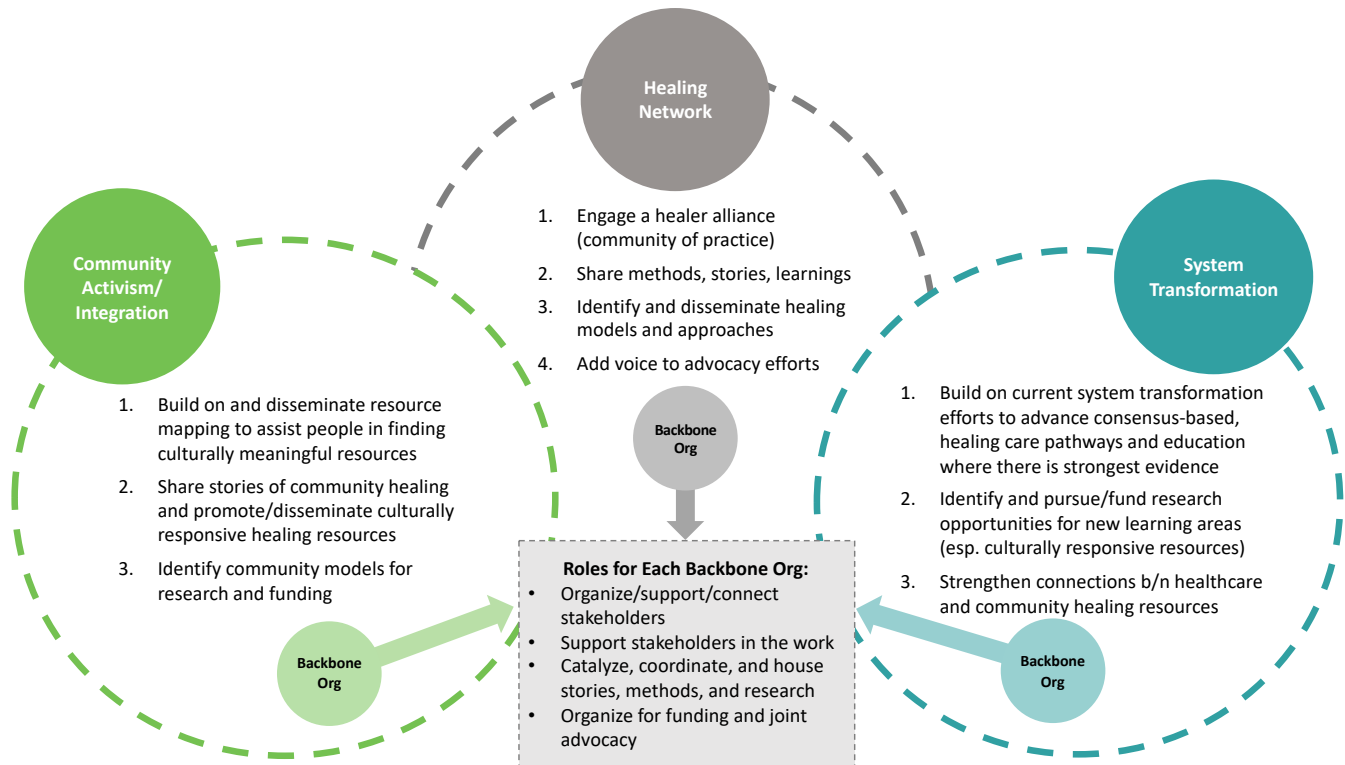 Healing
Network
1. Engage a healer alliance
(community of practice)
2. Share methods, stories, learnings
3. Identify and disseminate healing
models and approaches
4. Add voice to advocacy efforts
Backbone
Org
Community
Activism/
Integration
1. Build on and disseminate resource
mapping to assist people in finding
culturally meaningful resources
2. Share stories of community healing
and promote/disseminate culturally
responsive healing resources
3. Identify community models for
research and funding
Backbone
Org
System
Transformation
1. Build on current system transformation
efforts to advance consensus-based,
healing care pathways and education
where there is strongest evidence
2. Identify and pursue/fund research
opportunities for new learning areas
(esp. culturally responsive resources)
3. Strengthen connections b/n healthcare
and community healing resources
Backbone
Org
Roles for Each Backbone Org:
• Organize/support/connect
stakeholders
• Support stakeholders in the work
• Catalyze, coordinate, and house
stories, methods, and research
• Organize for funding and joint
advocacy